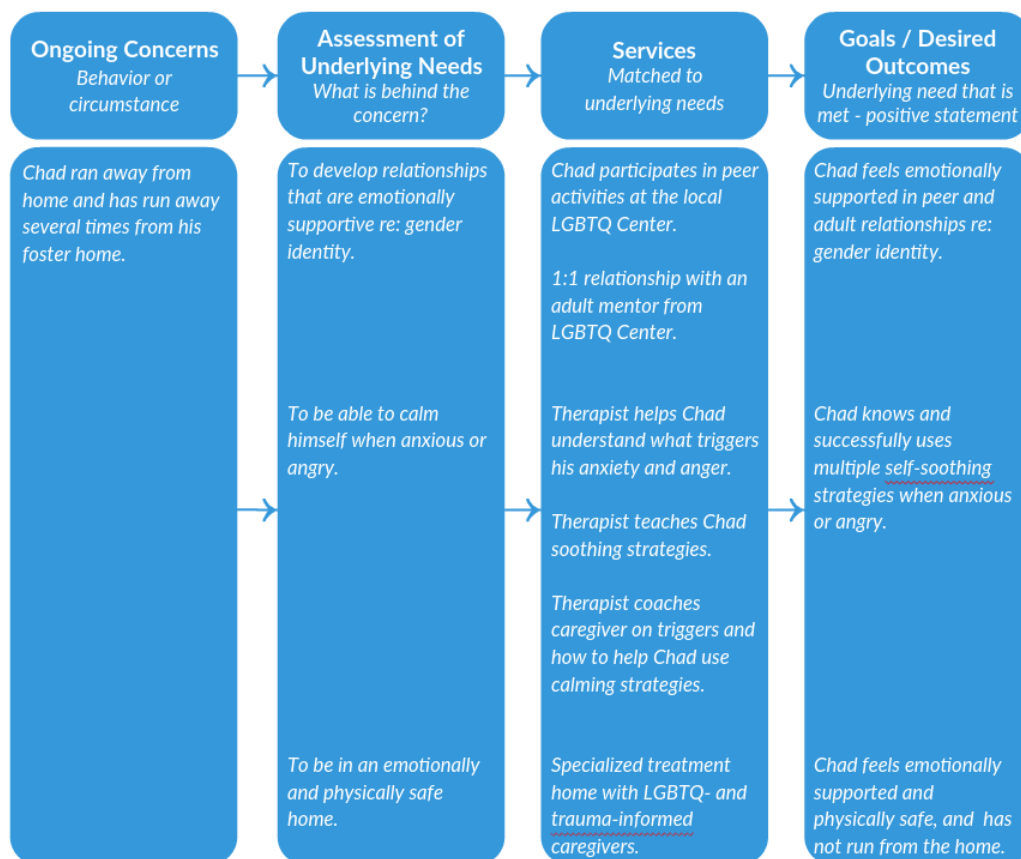 Ongoing Concerns
Behavior or
circumstance
Assessment of
Underlying Needs
What is behind the
concern?
Services
Matched to
underlying needs
Goals / Desired
Outcomes
Underlying need that is
met - positive statement
Chad ran away from
home and has run away
several times from his
foster home.
To develop relationships
that are emotionally
supportive re: gender
identity.
To be able to calm
himself when anxious or
angry.
To be in an emotionally
and physically safe
home.
Chad participates in peer
activities at the local
LGBTQ Center.
1:1 relationship with an
adult mentor from
LGBTQ Center.
Therapist helps Chad
understand what triggers
his anxiety and anger.
Therapist teaches Chad
soothing strategies.
Therapist coaches
caregiver on triggers and
how to help Chad use
calming strategies.
Specialized treatment
home with LGBTQ- and
trauma-informed
caregivers.
Chad feels emotionally
supported in peer and
adult relationships re:
gender identity.
Chad knows and
successfully uses
multiple self-soothing
strategies when anxious
or angry.
Chad feels emotionally
supported and
physically safe, and  has
not run from the home.